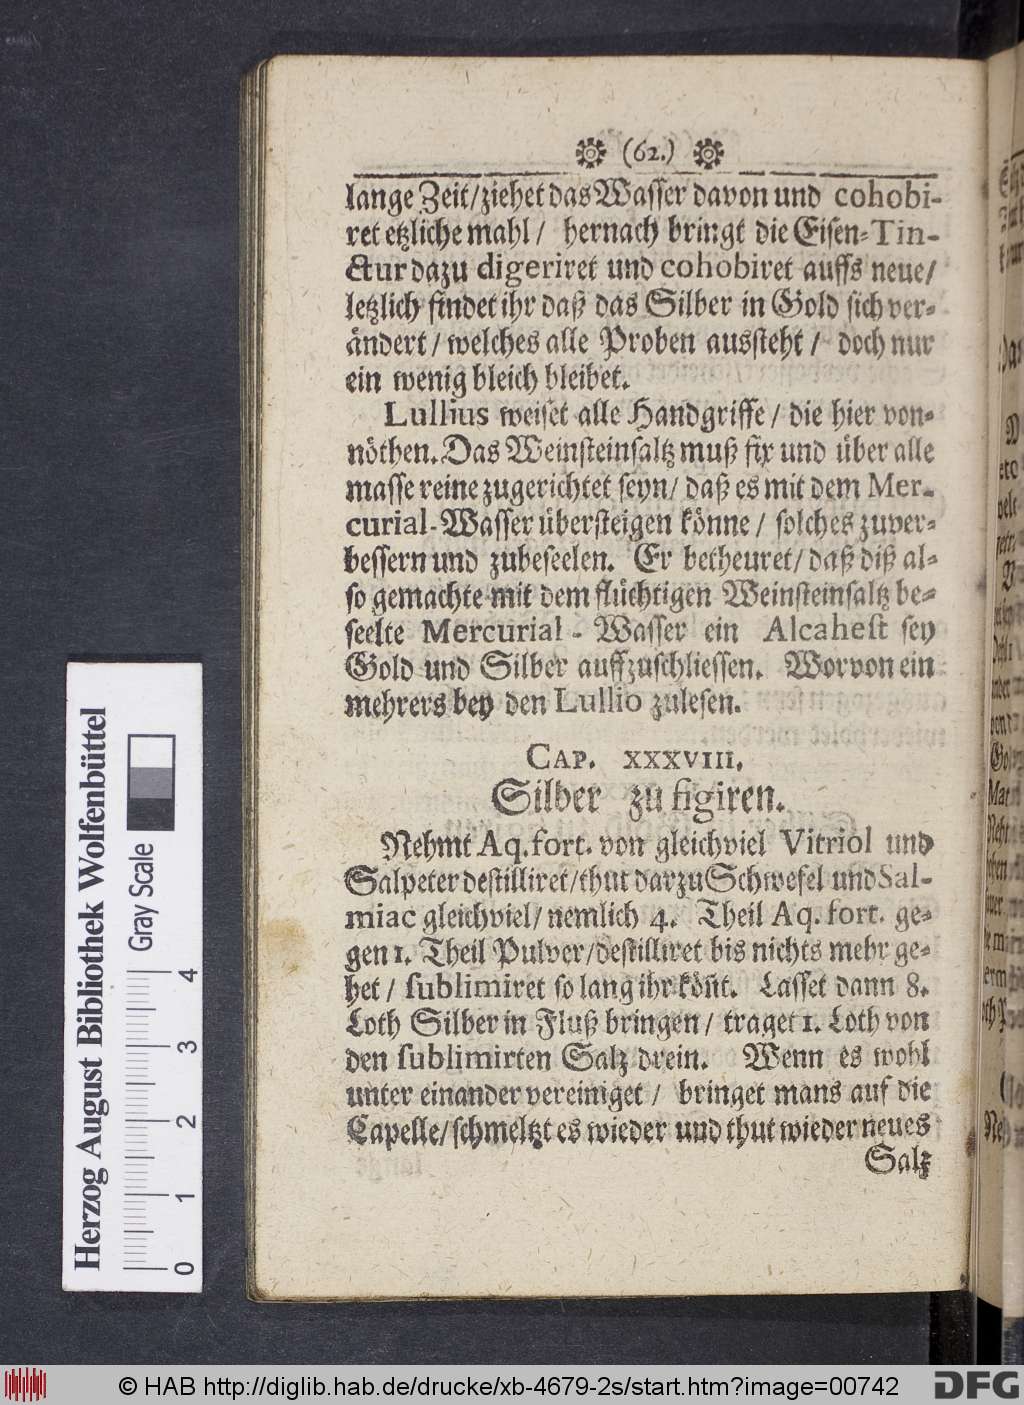 (62.)
lange Zeit/ziehet das Wasser davon und cohobi-
ret etzliche mahl / hernach bringt die Eisen-Tin-
ctur dazu digeriret und cohobiret auffs neue/
letzlich findet ihr daß das Silber in Gold sich ver-
ändert / welches alle Proben aussteht / doch nur
ein wenig bleich bleibet.
Lullius weiset alle Handgriffe / die hier von-
nöthen. Das Weinsteinsaltz muß fix und über alle
masse reine zugerichtet seyn/ daß es mit dem Mer-
curial-Wasser übersteigen könne / solches zuver-
bessern und zubeseelen. Er betheuret/ daß diß al-
so gemachte mit dem flüchtigen Weinsteinsaltz be-
seelte Mercurial-Wasser ein Alcahest sey
Gold und Silber auffzuschliessen. Worvon ein
mehrers bey den Lullio zulesen.
CAP. XXXVIII.
Silber zu figiren.
Nehmt Aq. fort. von gleichviel Vitriol und
Salpeter destilliret/thut darzu Schwefel und Sal-
miac gleichviel/ nemlich 4. Theil Aq. fort. ge-
gen 1. Theil Pulver/destilliret bis nichts mehr ge-
het / sublimiret so lang ihr kön̄t. Lasset dann 8.
Loth Silber in Fluß bringen / traget 1. Loth von
den sublimirten Salz drein. Wenn es wohl
unter einander vereiniget / bringet mans auf die
Capelle/schmeltzt es wieder und thut wieder neues
Salz
Herzog August Bibliothek Wolfenbüttel
Gray Scale
0 1 2 3 4
© HAB http://diglib.hab.de/drucke/xb-4679-2s/start.htm?image=00742
DFG